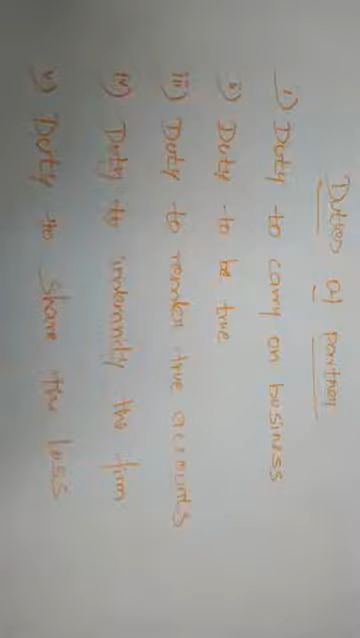 Duties of partner
i) Duty to carry on business
ii) Duty to be true
iii) Duty to render true accounts
iv) Duty to indemnity the firm
v) Duty to share the loss